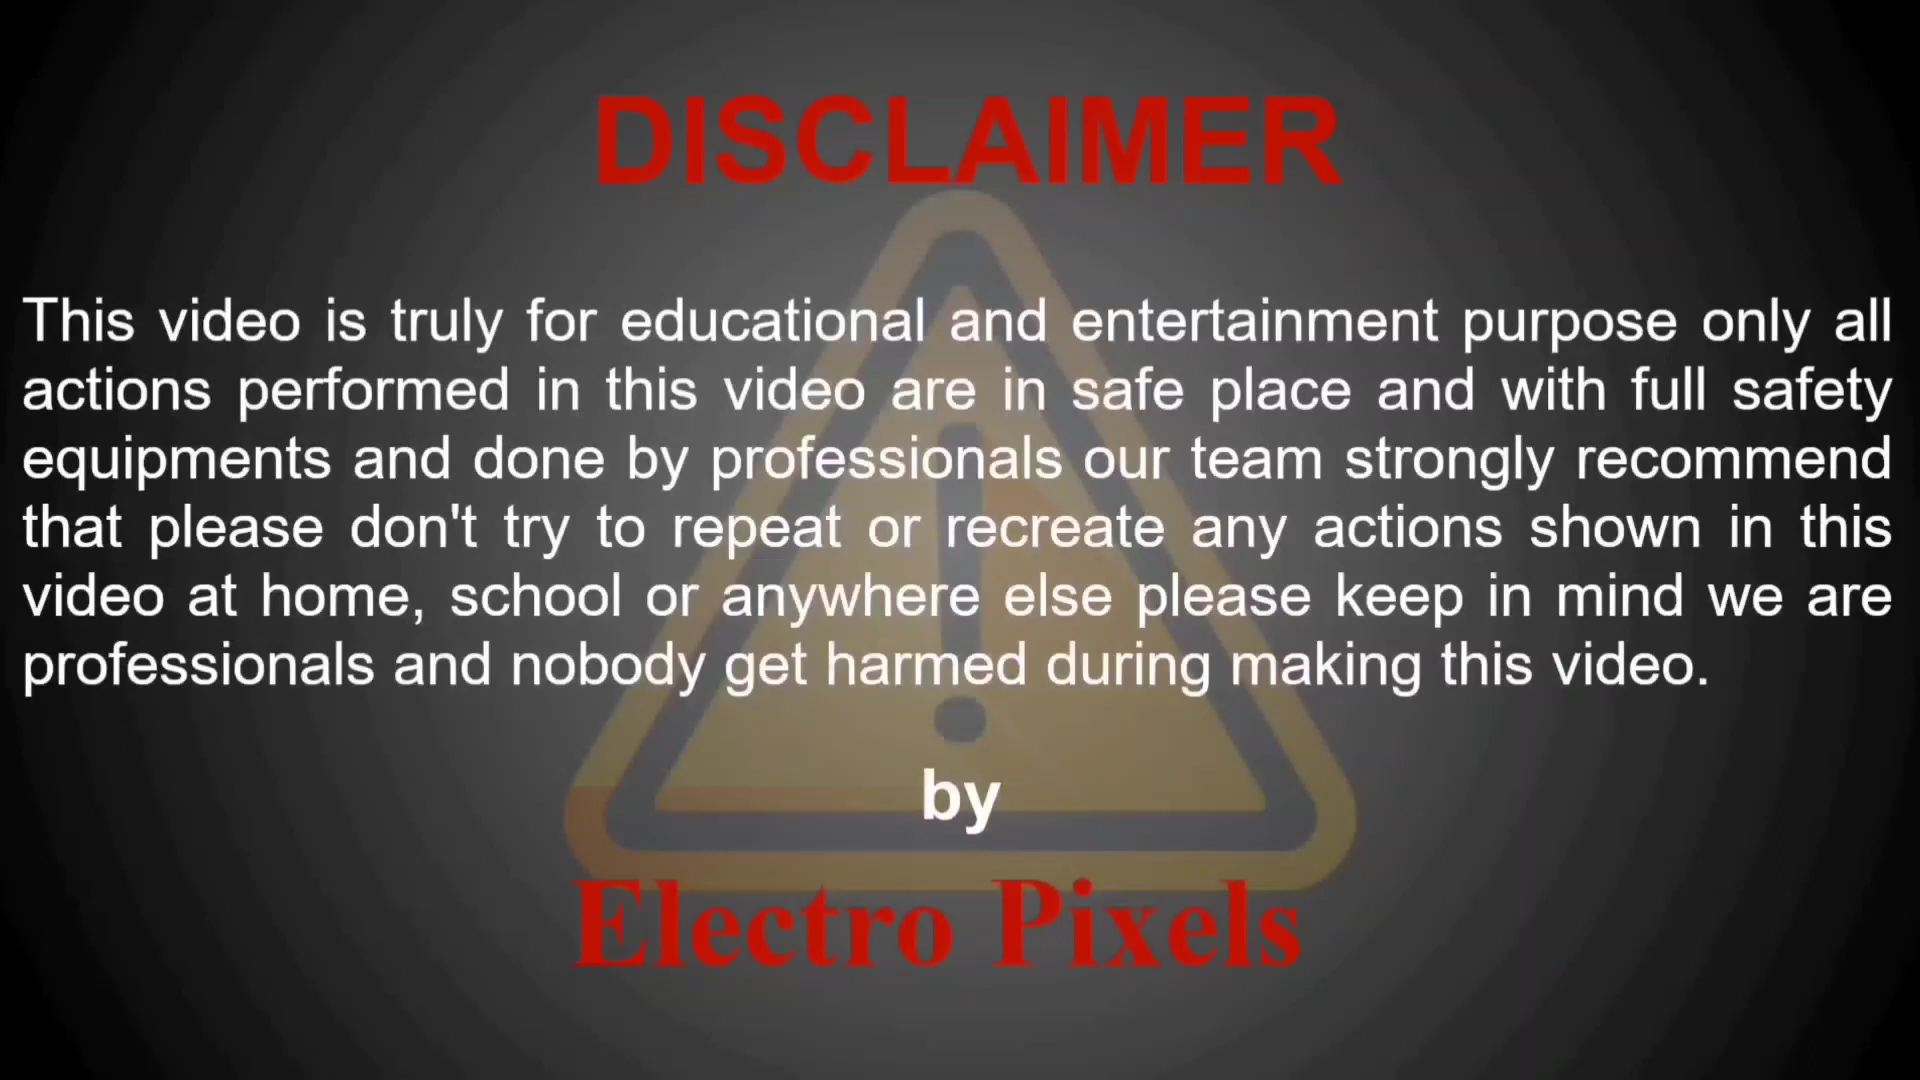 DISCLAIMER
This video is truly for educational and entertainment purpose only all
actions performed in this video are in safe place and with full safety
equipments and done by professionals our team strongly recommend
that please don't try to repeat or recreate any actions shown in this
video at home, school or anywhere else please keep in mind we are
professionals and nobody get harmed during making this video.
by
Electro Pixels